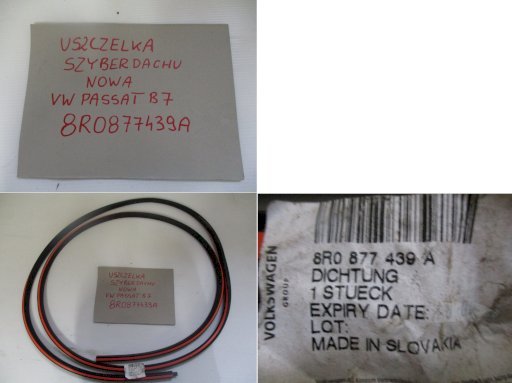 USZCZELKA
SZYBERDACHU
NOWA
VW PASSAT B7
8R0877439A
USZCZELKA
SZYBERDACHU
NOWA
VW PASSAT B7
8R0877439A
VOLKSWAGEN
GROUP
8R0 877 439 A
DICHTUNG
1 STUECK
EXPIRY DATE:
LOT:
MADE IN SLOVAKIA